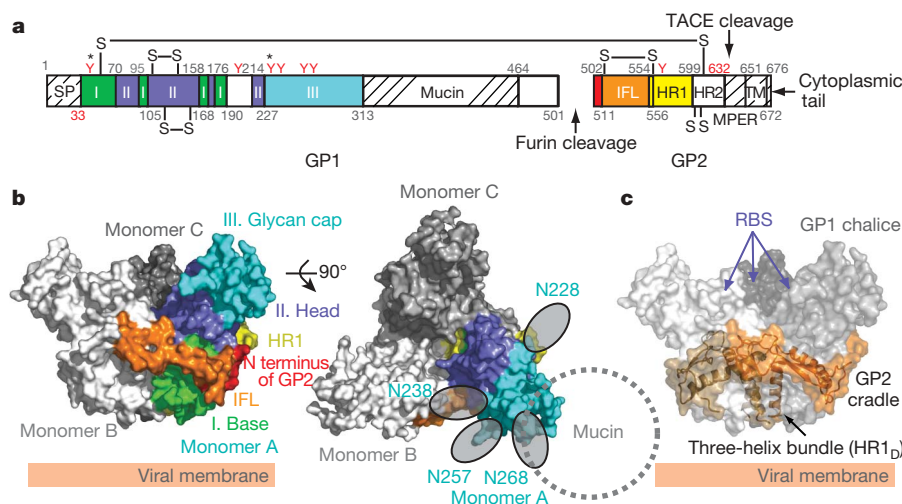 a
TACE cleavage
S S S S S S
* *
1 Y 70 95 158 176 Y 214 YY YY 464 502 554 Y 599 632 651 676
SP I II I II I I II III Mucin IFL HR1 HR2 TM
Cytoplasmic tail
33 105 168 190 227 313 501 511 556 MPER 672
S S SS
Furin cleavage
GP1 GP2
b
Monomer C
III. Glycan cap
90°
II. Head
HR1
N terminus of GP2
IFL
I. Base
Monomer B
Monomer A
Viral membrane
Monomer C
N228
N238
Mucin
Monomer B
N257
N268
Monomer A
c
RBS
GP1 chalice
GP2 cradle
Three-helix bundle (HR1D)
Viral membrane